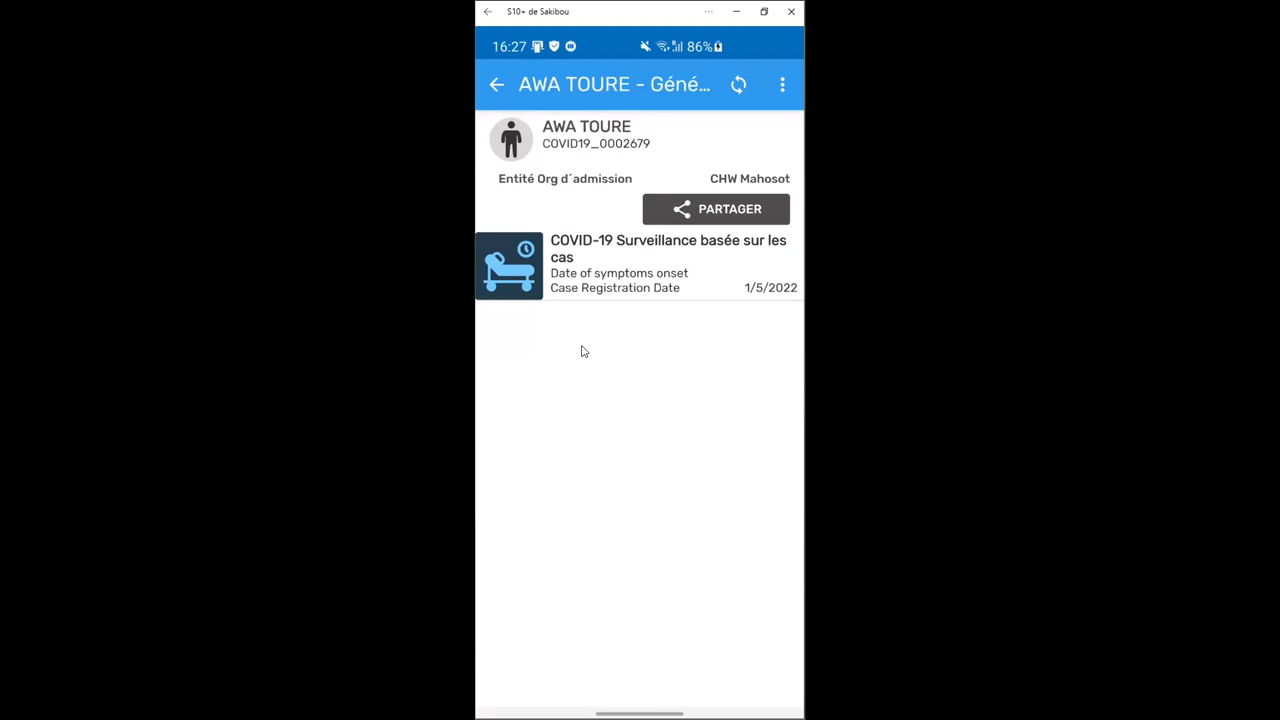 S10+ de Sakibou
16:27 86%
AWA TOURE - Géné...
AWA TOURE
COVID19_0002679
Entité Org d´admission CHW Mahosot
PARTAGER
COVID-19 Surveillance basée sur les
cas
Date of symptoms onset
Case Registration Date 1/5/2022